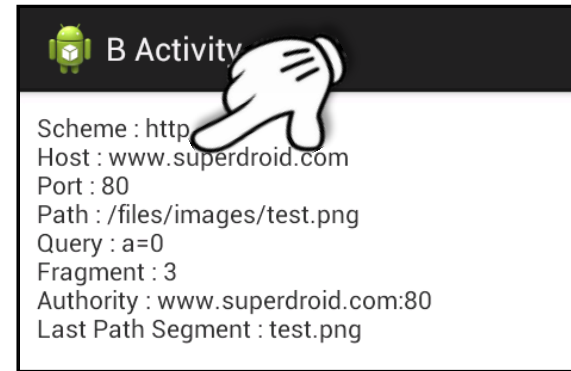 B Activity
Scheme : http
Host : www.superdroid.com
Port : 80
Path : /files/images/test.png
Query : a=0
Fragment : 3
Authority : www.superdroid.com:80
Last Path Segment : test.png